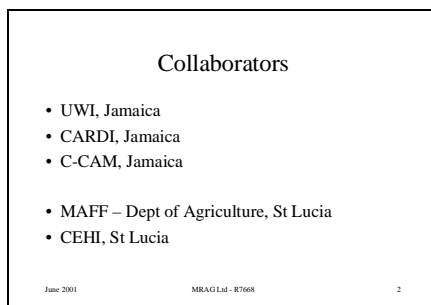 Collaborators
• UWI, Jamaica
• CARDI, Jamaica
• C-CAM, Jamaica
• MAFF – Dept of Agriculture, St Lucia
• CEHI, St Lucia
June 2001 MRAG Ltd - R7668 2